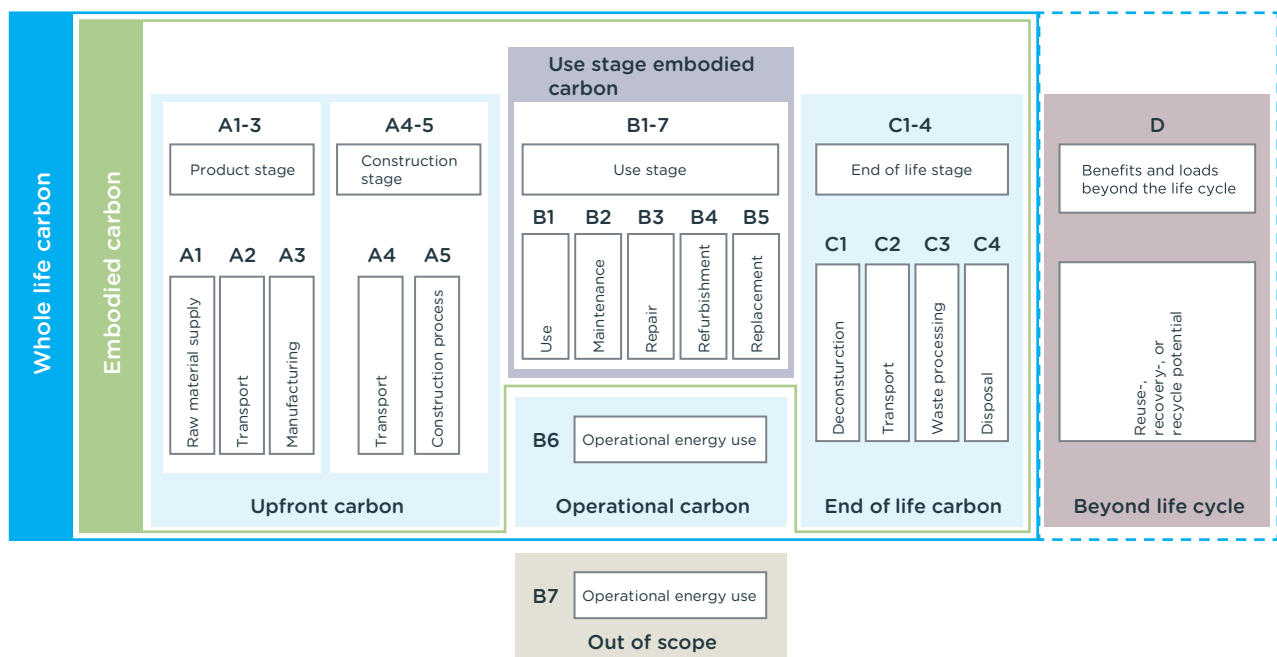 Whole life carbon
Embodied carbon
A1-3
Product stage
A1
Raw material supply
A2
Transport
A3
Manufacturing
A4-5
Construction
stage
A4
Transport
A5
Construction process
Upfront carbon
Use stage embodied
carbon
B1-7
Use stage
B1
Use
B2
Maintenance
B3
Repair
B4
Refurbishment
B5
Replacement
B6
Operational energy use
Operational carbon
B7
Operational energy use
Out of scope
C1-4
End of life stage
C1
Deconsturction
C2
Transport
C3
Waste processing
C4
Disposal
End of life carbon
D
Benefits and loads
beyond the life cycle
Reuse-,
recovery-, or
recycle potential
Beyond life cycle